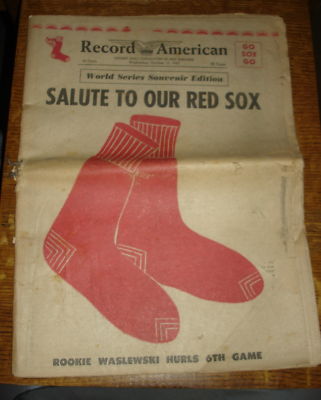 Record American
GO
SOX
GO
World Series Souvenir Edition
SALUTE TO OUR RED SOX
ROOKIE WASLEWSKI HURLS 6TH GAME